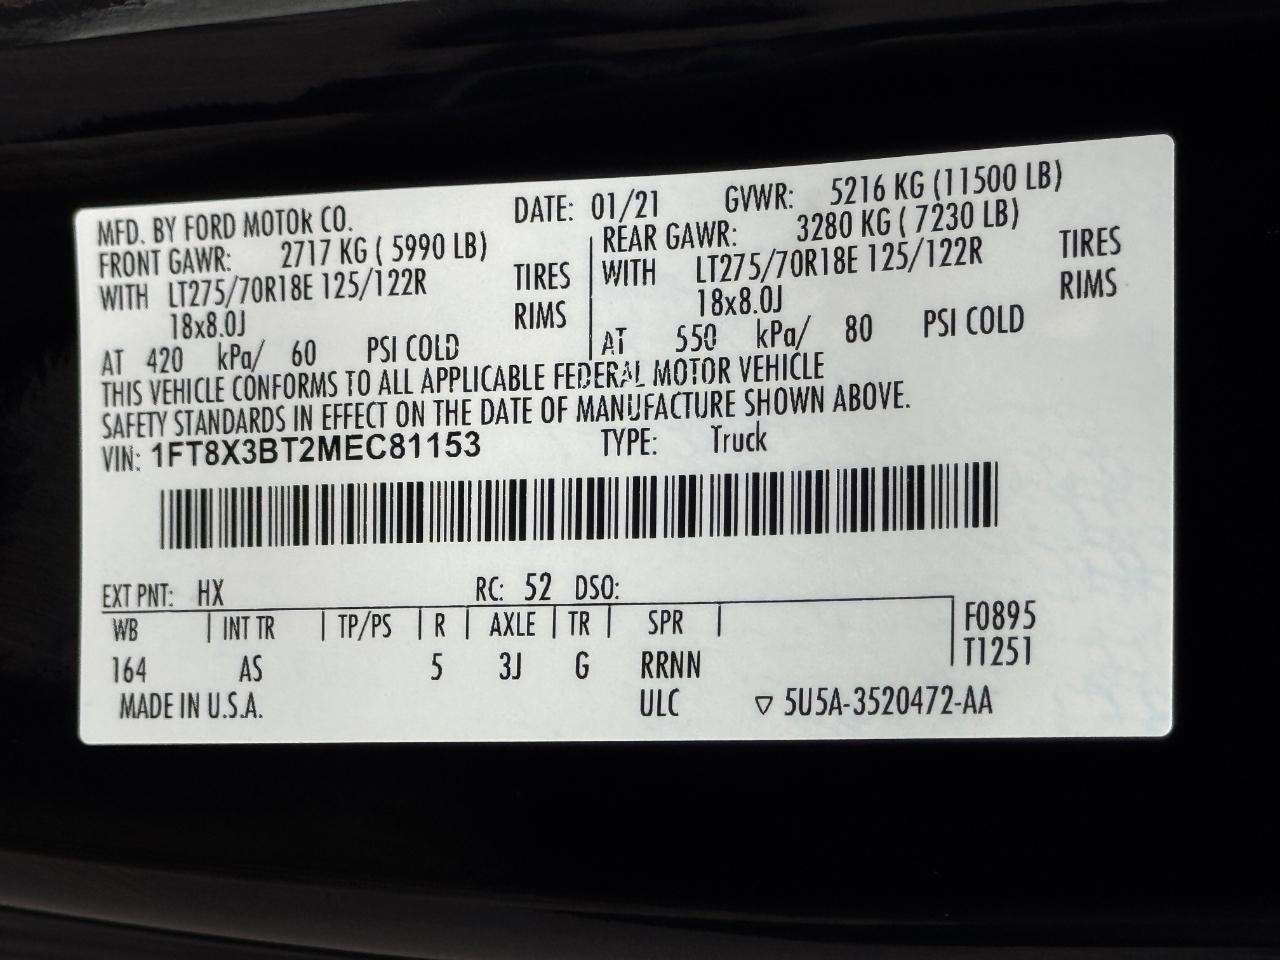 MFD. BY FORD MOTOR CO. DATE: 01/21 GVWR: 5216 KG (11500 LB)
FRONT GAWR: 2717 KG ( 5990 LB) REAR GAWR: 3280 KG ( 7230 LB)
WITH LT275/70R18E 125/122R TIRES WITH LT275/70R18E 125/122R TIRES
18x8.0J RIMS 18x8.0J RIMS
AT 420 kPa/ 60 PSI COLD AT 550 kPa/ 80 PSI COLD
THIS VEHICLE CONFORMS TO ALL APPLICABLE FEDERAL MOTOR VEHICLE
SAFETY STANDARDS IN EFFECT ON THE DATE OF MANUFACTURE SHOWN ABOVE.
VIN: 1FT8X3BT2MEC81153 TYPE: Truck
EXT PNT: HX RC: 52 DSO:
WB | INT TR | TP/PS | R | AXLE | TR | SPR | F0895
164 AS 5 3J G RRNN T1251
MADE IN U.S.A. ULC ▽ 5U5A-3520472-AA